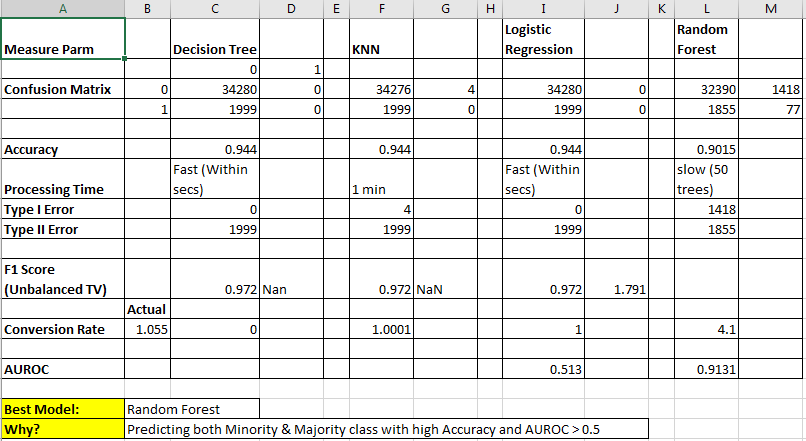 A B C D E F G H I J K L M
Measure Parm Decision Tree KNN Logistic Regression Random Forest
0 1
Confusion Matrix 0 34280 0 34276 4 34280 0 32390 1418
1 1999 0 1999 0 1999 0 1855 77
Accuracy 0.944 0.944 0.944 0.9015
Processing Time Fast (Within secs) 1 min Fast (Within secs) slow (50 trees)
Type I Error 0 4 0 1418
Type II Error 1999 1999 1999 1855
F1 Score
(Unbalanced TV) 0.972 Nan 0.972 NaN 0.972 1.791
Actual
Conversion Rate 1.055 0 1.0001 1 4.1
AUROC 0.513 0.9131
Best Model: Random Forest
Why? Predicting both Minority & Majority class with high Accuracy and AUROC > 0.5